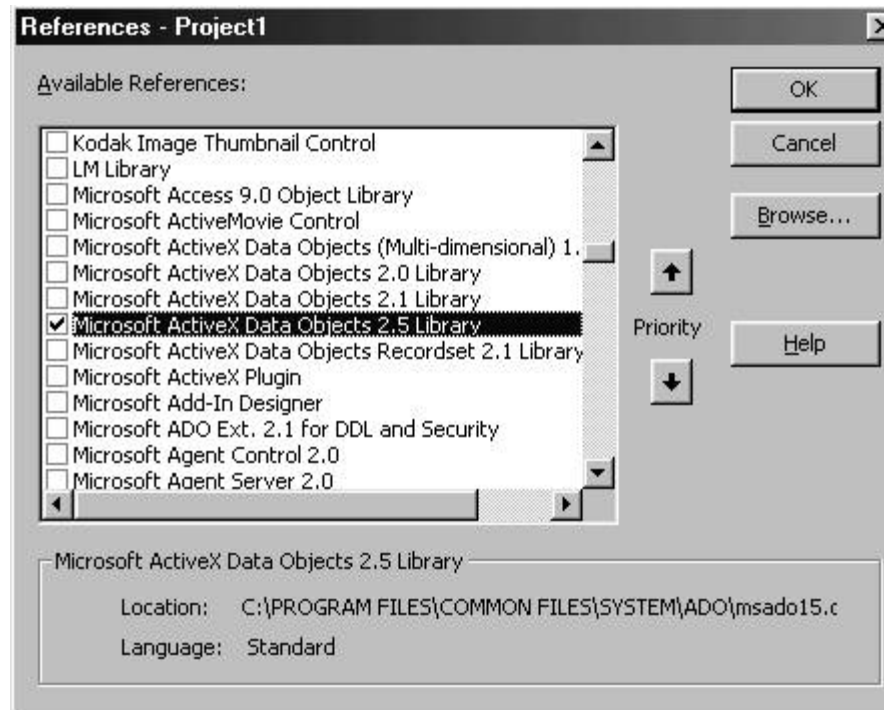 References - Project1
Available References:
OK
Cancel
Browse...
Help
Kodak Image Thumbnail Control
LM Library
Microsoft Access 9.0 Object Library
Microsoft ActiveMovie Control
Microsoft ActiveX Data Objects (Multi-dimensional) 1.
Microsoft ActiveX Data Objects 2.0 Library
Microsoft ActiveX Data Objects 2.1 Library
Microsoft ActiveX Data Objects 2.5 Library
Microsoft ActiveX Data Objects Recordset 2.1 Library
Microsoft ActiveX Plugin
Microsoft Add-In Designer
Microsoft ADO Ext. 2.1 for DDL and Security
Microsoft Agent Control 2.0
Microsoft Agent Server 2.0
Priority
Microsoft ActiveX Data Objects 2.5 Library
Location: C:\PROGRAM FILES\COMMON FILES\SYSTEM\ADO\msado15.c
Language: Standard